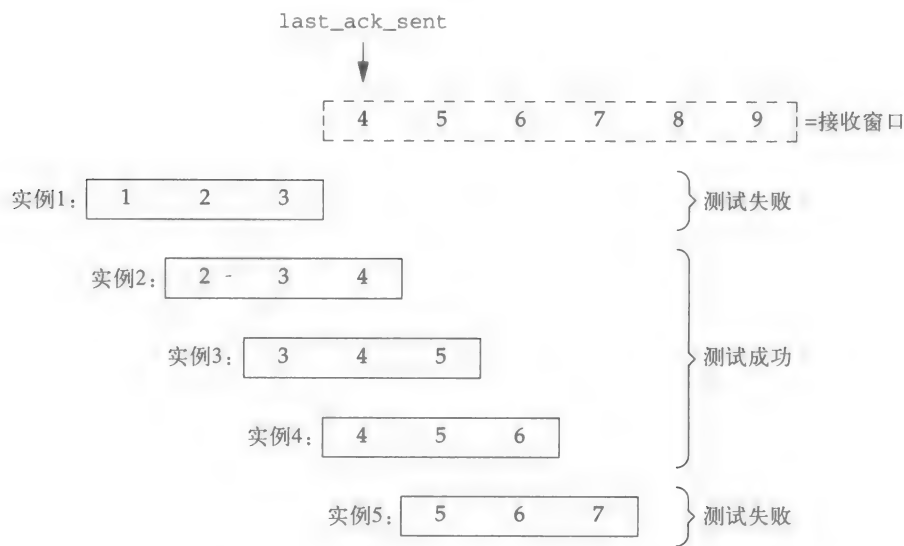 last_ack_sent
4 5 6 7 8 9 =接收窗口
实例1: 1 2 3 测试失败
实例2: 2 - 3 4
实例3: 3 4 5 测试成功
实例4: 4 5 6
实例5: 5 6 7 测试失败